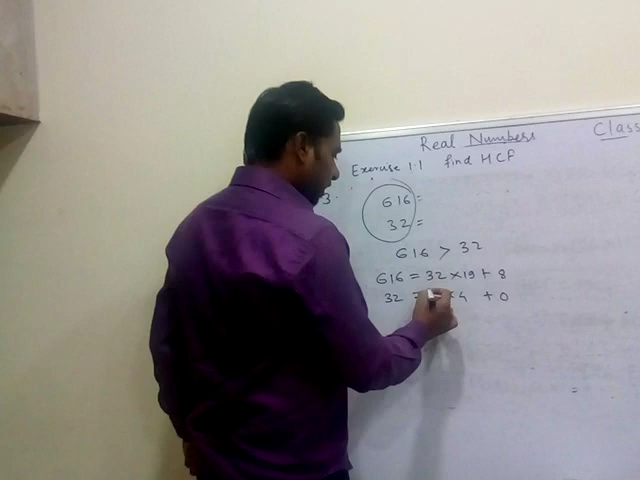 Real Numbers Class
Exercise 1.1 find HCF
3. 616 =
32 =
616 > 32
616 = 32 × 19 + 8
32 = × 4 + 0